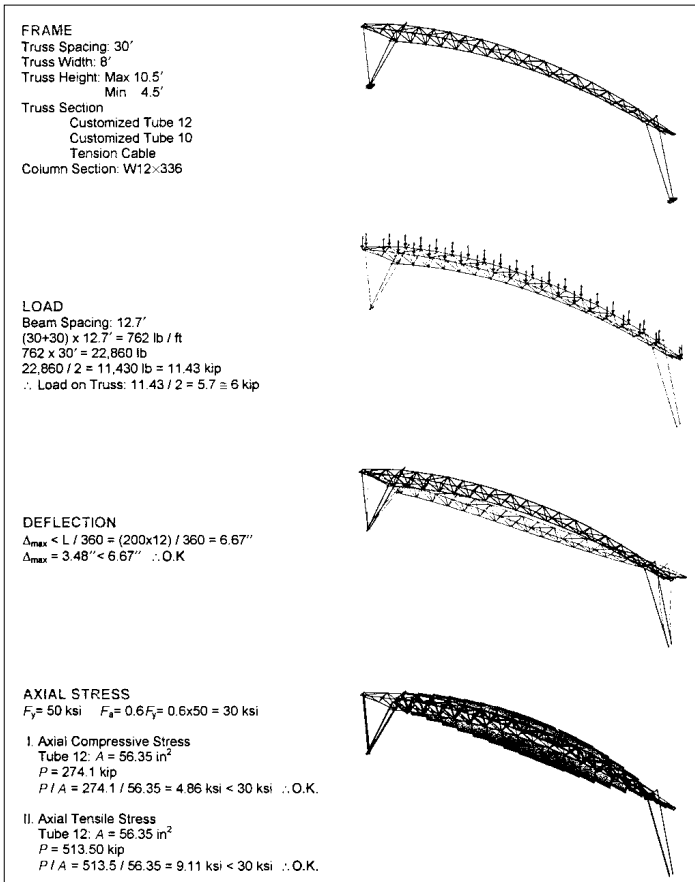 FRAME
Truss Spacing: 30′
Truss Width: 8′
Truss Height: Max 10.5′
Min 4.5′
Truss Section
Customized Tube 12
Customized Tube 10
Tension Cable
Column Section: W12×336
LOAD
Beam Spacing: 12.7′
(30+30) x 12.7′ = 762 lb / ft
762 x 30′ = 22,860 lb
22,860 / 2 = 11,430 lb = 11.43 kip
∴ Load on Truss: 11.43 / 2 = 5.7 ≅ 6 kip
DEFLECTION
Δmax < L / 360 = (200x12) / 360 = 6.67″
Δmax = 3.48″< 6.67″ ∴O.K
AXIAL STRESS
Fy= 50 ksi Fa= 0.6Fy= 0.6x50 = 30 ksi
I. Axial Compressive Stress
Tube 12: A = 56.35 in²
P = 274.1 kip
P / A = 274.1 / 56.35 = 4.86 ksi < 30 ksi ∴O.K.
II. Axial Tensile Stress
Tube 12: A = 56.35 in²
P = 513.50 kip
P / A = 513.5 / 56.35 = 9.11 ksi < 30 ksi ∴O.K.